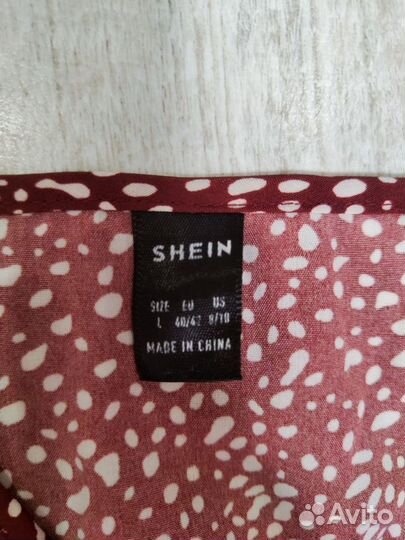 SHEIN
SIZE EU US
L 40/42 8/10
MADE IN CHINA
Avito